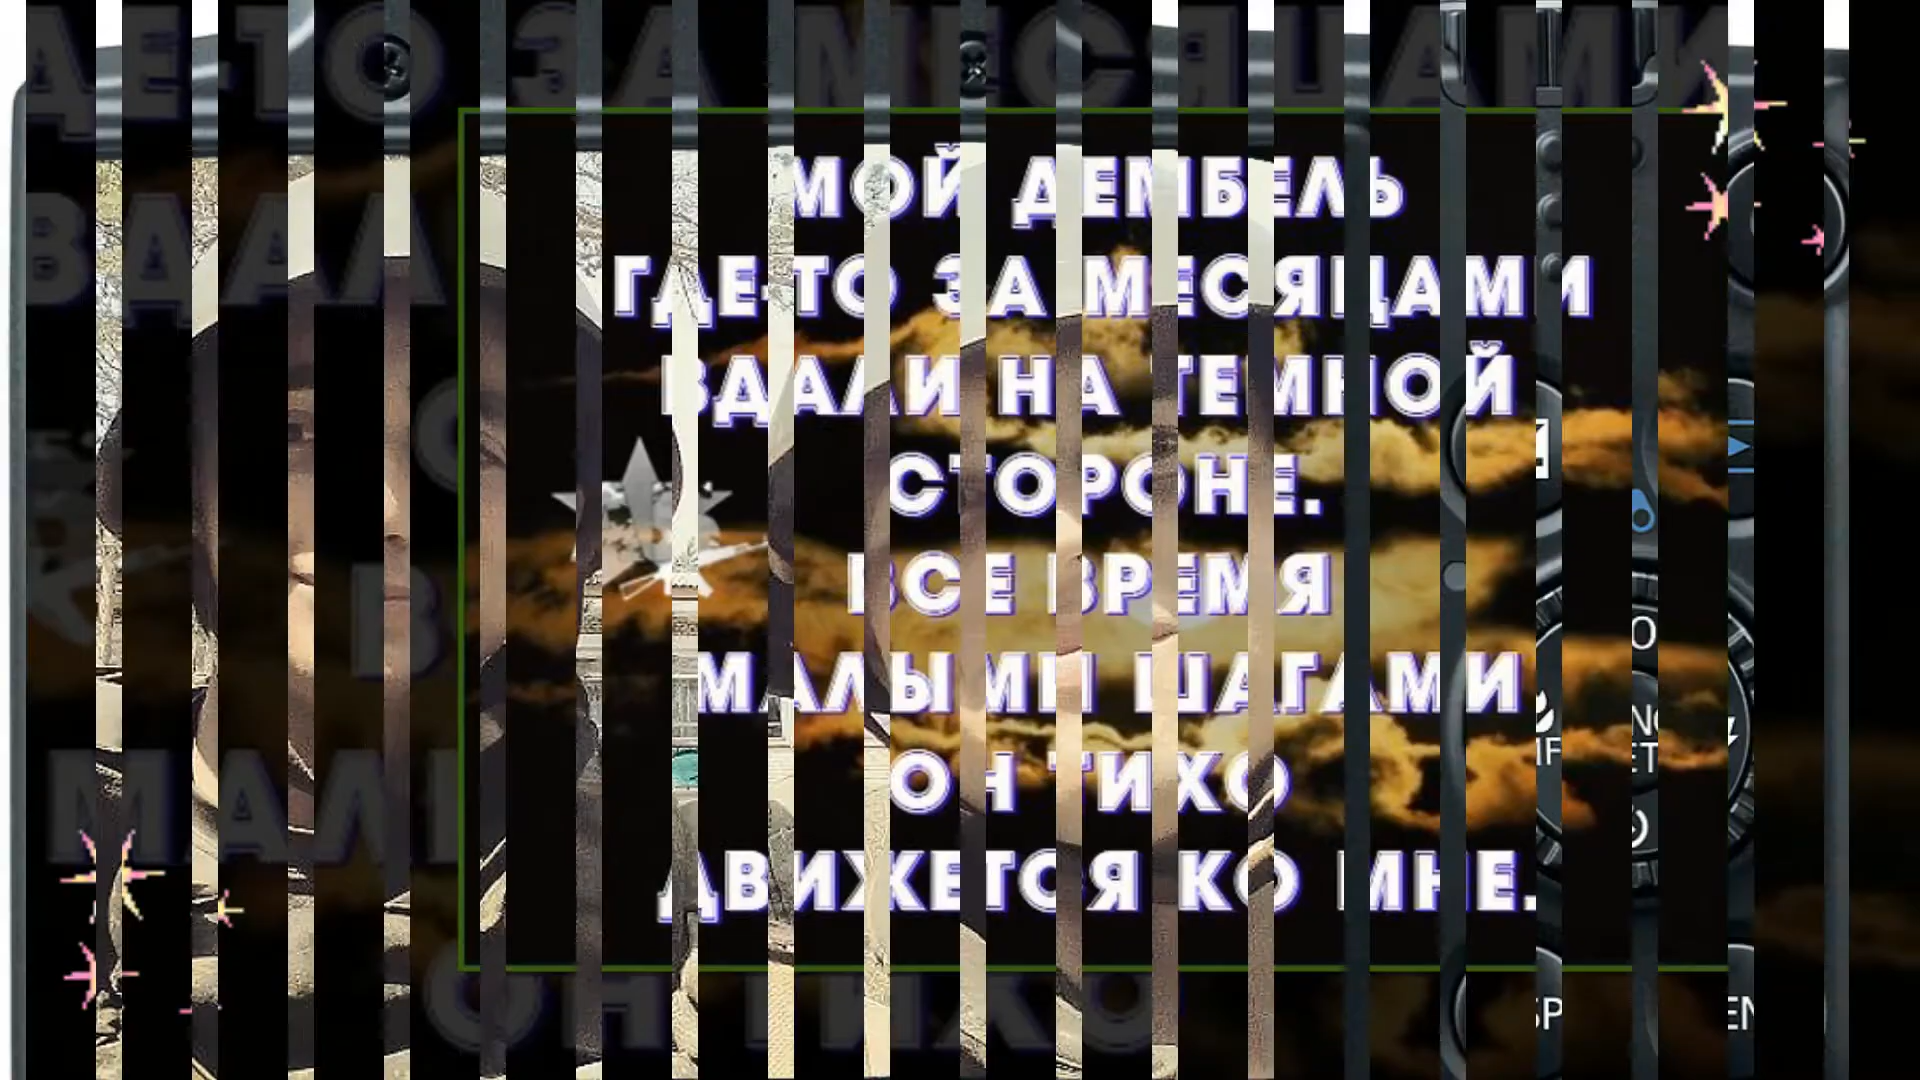 МОЙ ДЕМБЕЛЬ
ГДЕ-ТО ЗА МЕСЯЦАМИ
ВДАЛИ НА ТЕМНОЙ
СТОРОНЕ.
ВСЕ ВРЕМЯ
МАЛЫМИ ШАГАМИ
ОН ТИХО
ДВИЖЕТСЯ КО МНЕ.